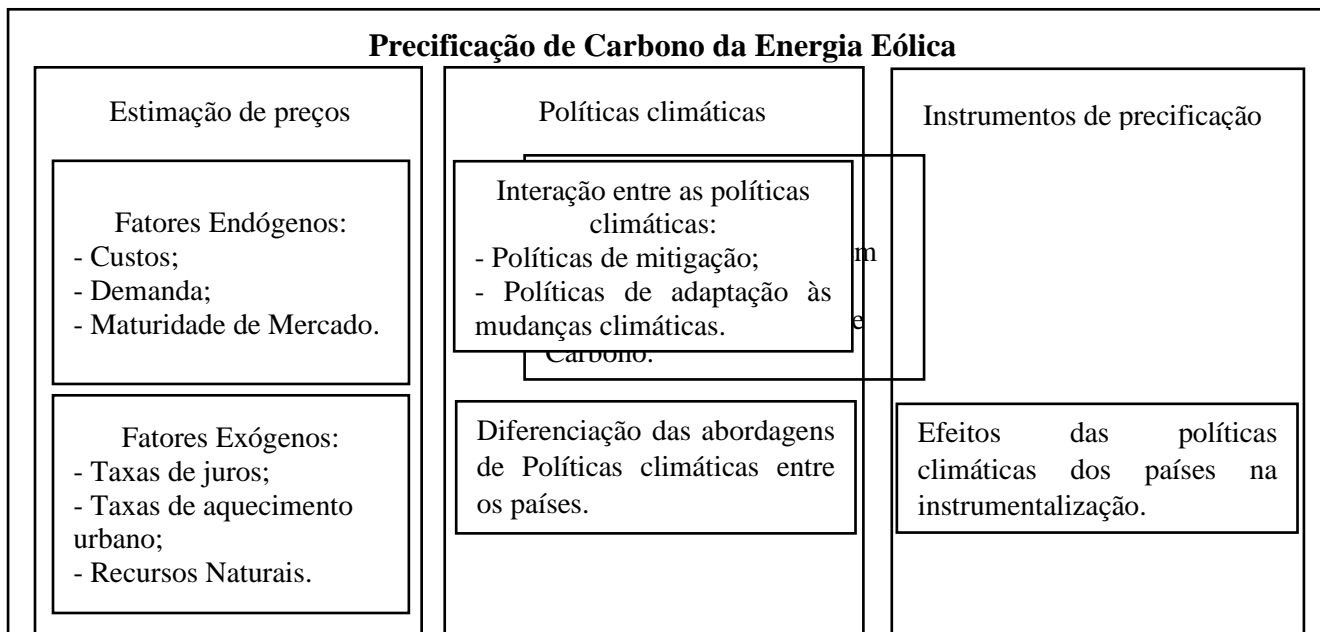 Precificação de Carbono da Energia Eólica
Estimação de preços
Fatores Endógenos:
- Custos;
- Demanda;
- Maturidade de Mercado.
Fatores Exógenos:
- Taxas de juros;
- Taxas de aquecimento
urbano;
- Recursos Naturais.
Políticas climáticas
Interação entre as políticas
climáticas:
- Políticas de mitigação;
- Políticas de adaptação às
mudanças climáticas.
Carbono.
Diferenciação das abordagens
de Políticas climáticas entre
os países.
Instrumentos de precificação
Efeitos das políticas
climáticas dos países na
instrumentalização.